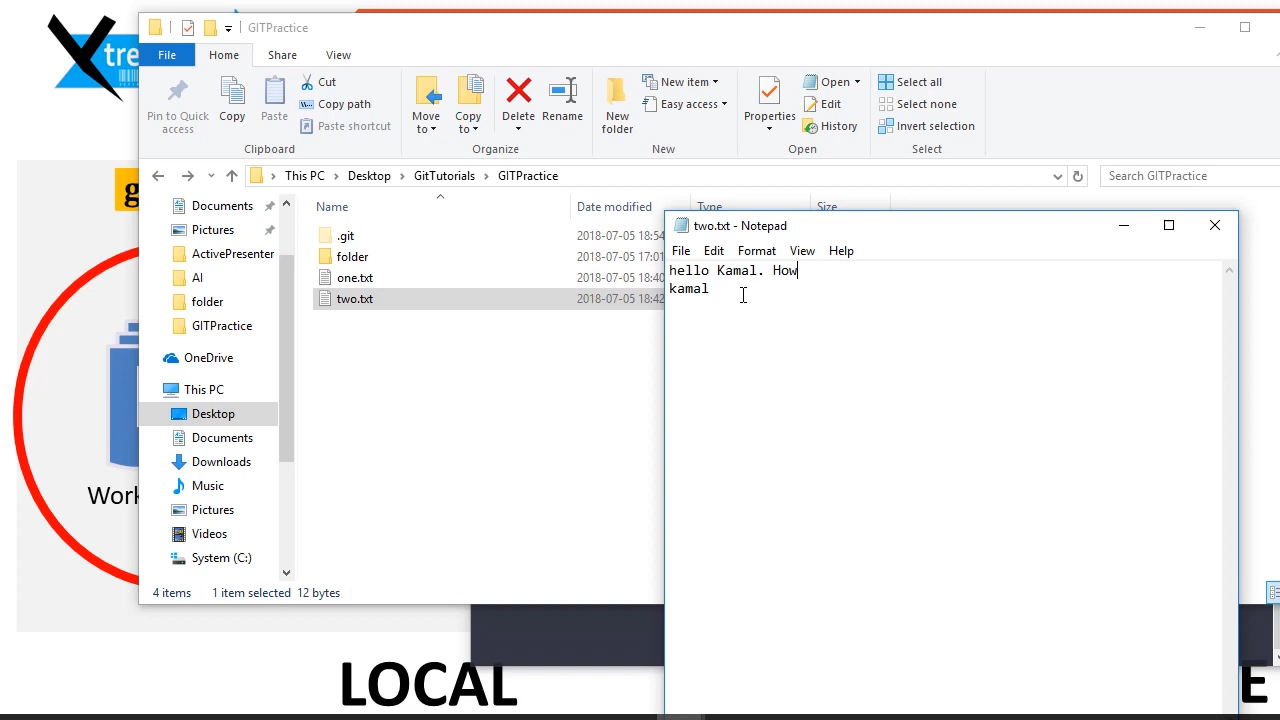 Xtre
GITPractice
File
Home
Share
View
Pin to Quick access
Copy
Paste
Cut
Copy path
Paste shortcut
Clipboard
Move to
Copy to
Delete
Rename
Organize
New folder
New item
Easy access
New
Properties
Open
Edit
History
Open
Select all
Select none
Invert selection
Select
This PC > Desktop > GitTutorials > GITPractice
Search GITPractice
g
Documents
Pictures
ActivePresenter
AI
folder
GITPractice
OneDrive
This PC
Desktop
Documents
Downloads
Music
Pictures
Videos
System (C:)
Name
Date modified
Type
Size
.git 2018-07-05 18:54
folder 2018-07-05 17:01
one.txt 2018-07-05 18:40
two.txt 2018-07-05 18:42
4 items 1 item selected 12 bytes
two.txt - Notepad
File Edit Format View Help
hello Kamal. How
kamal
Work
LOCAL
E